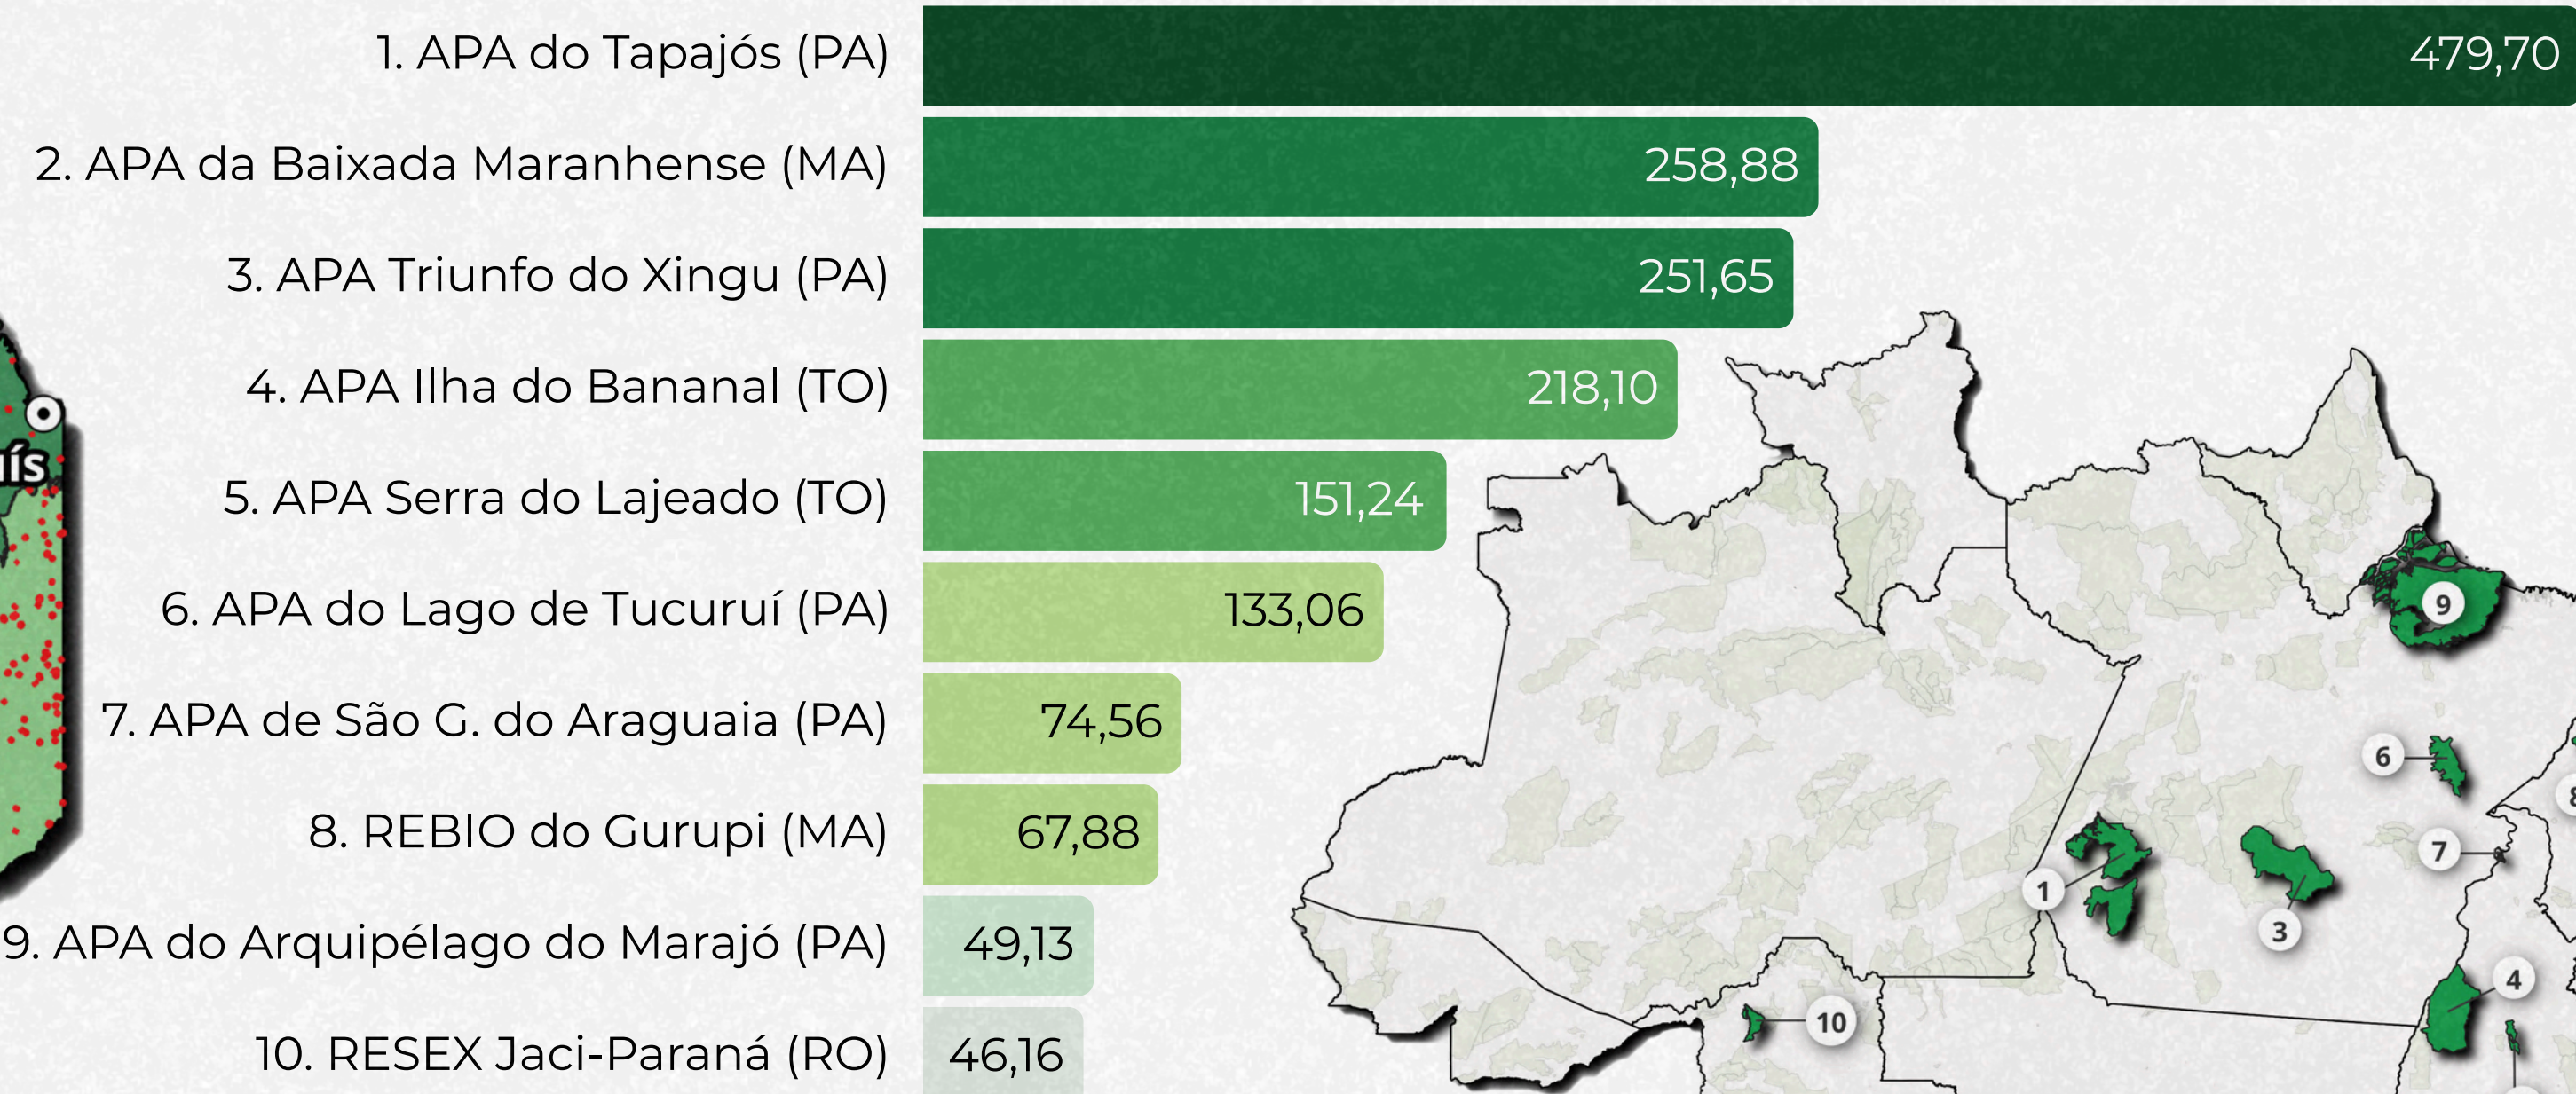 1. APA do Tapajós (PA) 479,70
2. APA da Baixada Maranhense (MA) 258,88
3. APA Triunfo do Xingu (PA) 251,65
4. APA Ilha do Bananal (TO) 218,10
5. APA Serra do Lajeado (TO) 151,24
6. APA do Lago de Tucuruí (PA) 133,06
7. APA de São G. do Araguaia (PA) 74,56
8. REBIO do Gurupi (MA) 67,88
9. APA do Arquipélago do Marajó (PA) 49,13
10. RESEX Jaci-Paraná (RO) 46,16
9
6
7
1
3
4
10